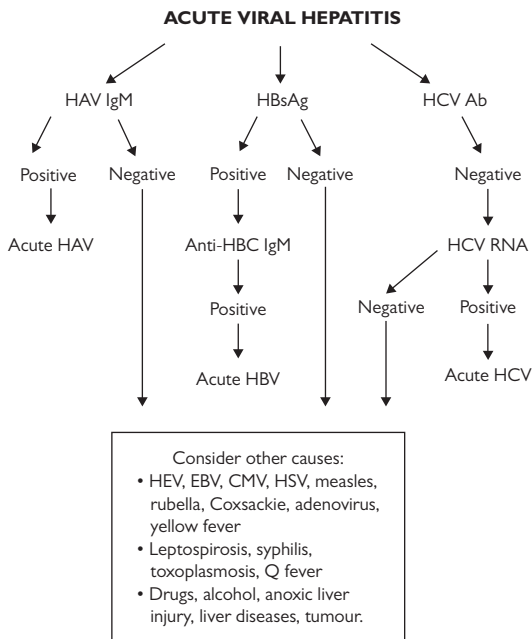 ACUTE VIRAL HEPATITIS
HAV IgM HBsAg HCV Ab
Positive Negative Positive Negative Negative
Acute HAV Anti-HBC IgM HCV RNA
Positive Negative Positive
Acute HBV Acute HCV
Consider other causes:
• HEV, EBV, CMV, HSV, measles,
rubella, Coxsackie, adenovirus,
yellow fever
• Leptospirosis, syphilis,
toxoplasmosis, Q fever
• Drugs, alcohol, anoxic liver
injury, liver diseases, tumour.